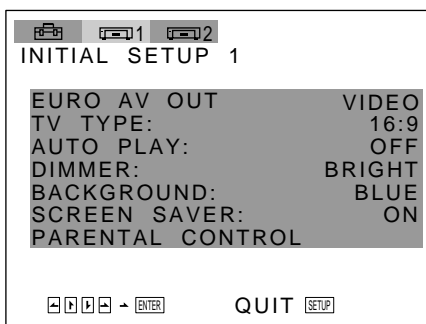 1 2
INITIAL SETUP 1
EURO AV OUT VIDEO
TV TYPE: 16:9
AUTO PLAY: OFF
DIMMER: BRIGHT
BACKGROUND: BLUE
SCREEN SAVER: ON
PARENTAL CONTROL
ENTER QUIT SETUP